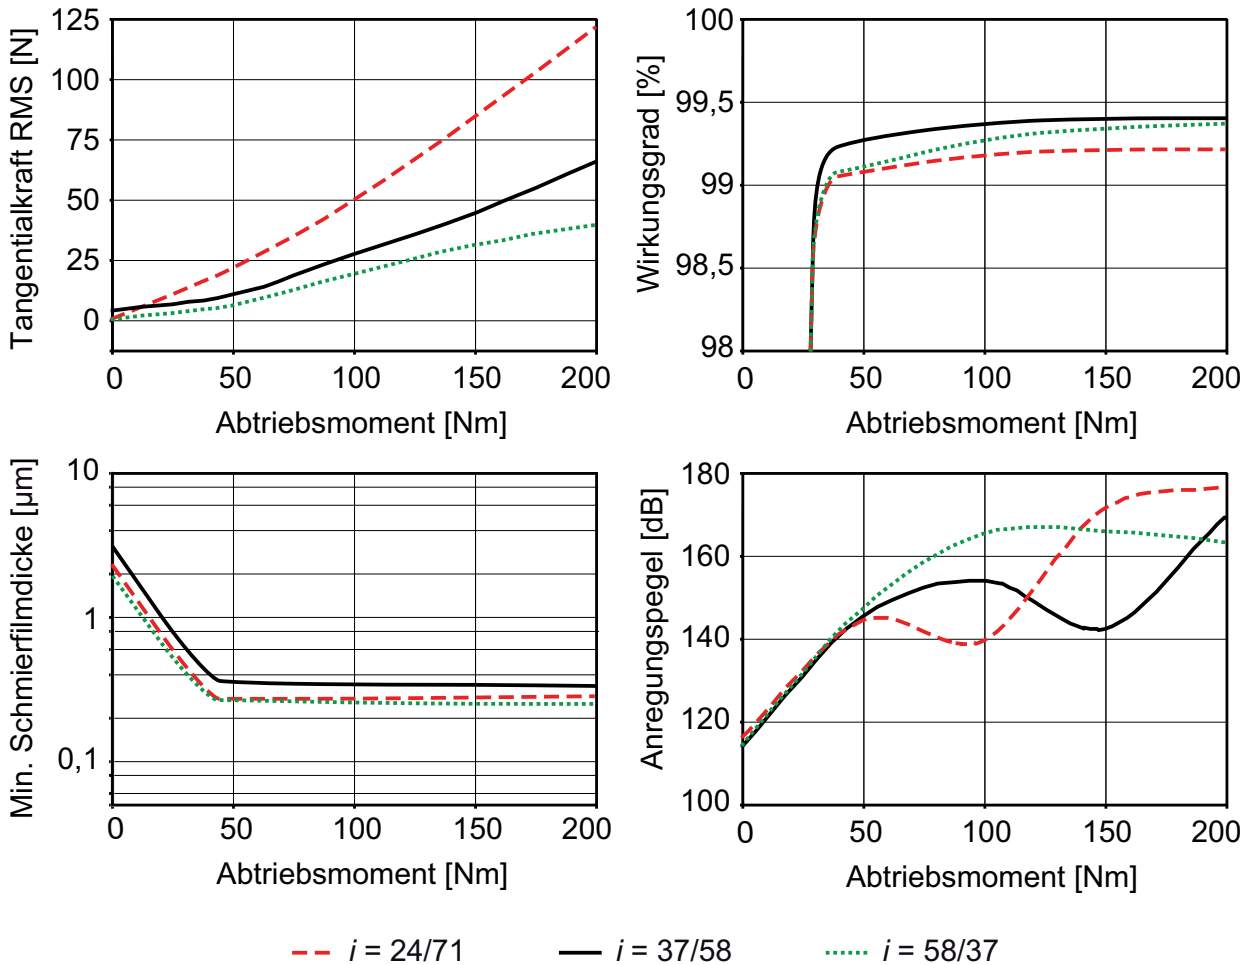 Tangentialkraft RMS [N]
125
100
75
50
25
0
0 50 100 150 200
Abtriebsmoment [Nm]
Wirkungsgrad [%]
100
99,5
99
98,5
98
0 50 100 150 200
Abtriebsmoment [Nm]
Min. Schmierfilmdicke [µm]
10
1
0,1
0 50 100 150 200
Abtriebsmoment [Nm]
Anregungspegel [dB]
180
160
140
120
100
0 50 100 150 200
Abtriebsmoment [Nm]
i = 24/71 i = 37/58 i = 58/37